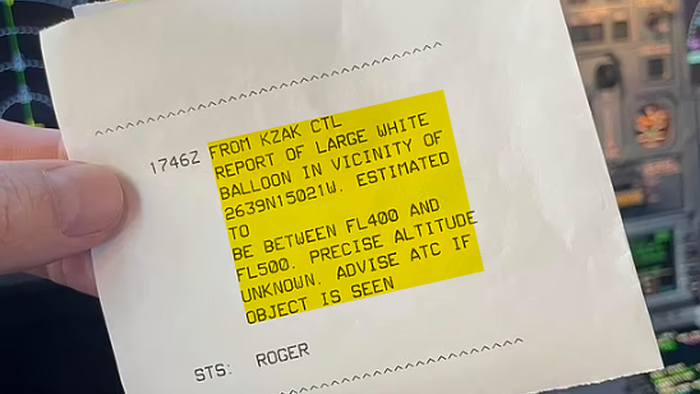 ^^^^^^^^^^^^^^^^^^^^^^^^^^^^^^^^^^^^^^^^
1746Z FROM KZAK CTL
REPORT OF LARGE WHITE
BALLOON IN VICINITY OF
2639N15021W. ESTIMATED
TO
BE BETWEEN FL400 AND
FL500. PRECISE ALTITUDE
UNKNOWN. ADVISE ATC IF
OBJECT IS SEEN
STS: ROGER
^^^^^^^^^^^^^^^^^^^^^^^^^^^^^^^^^^^^^^^^